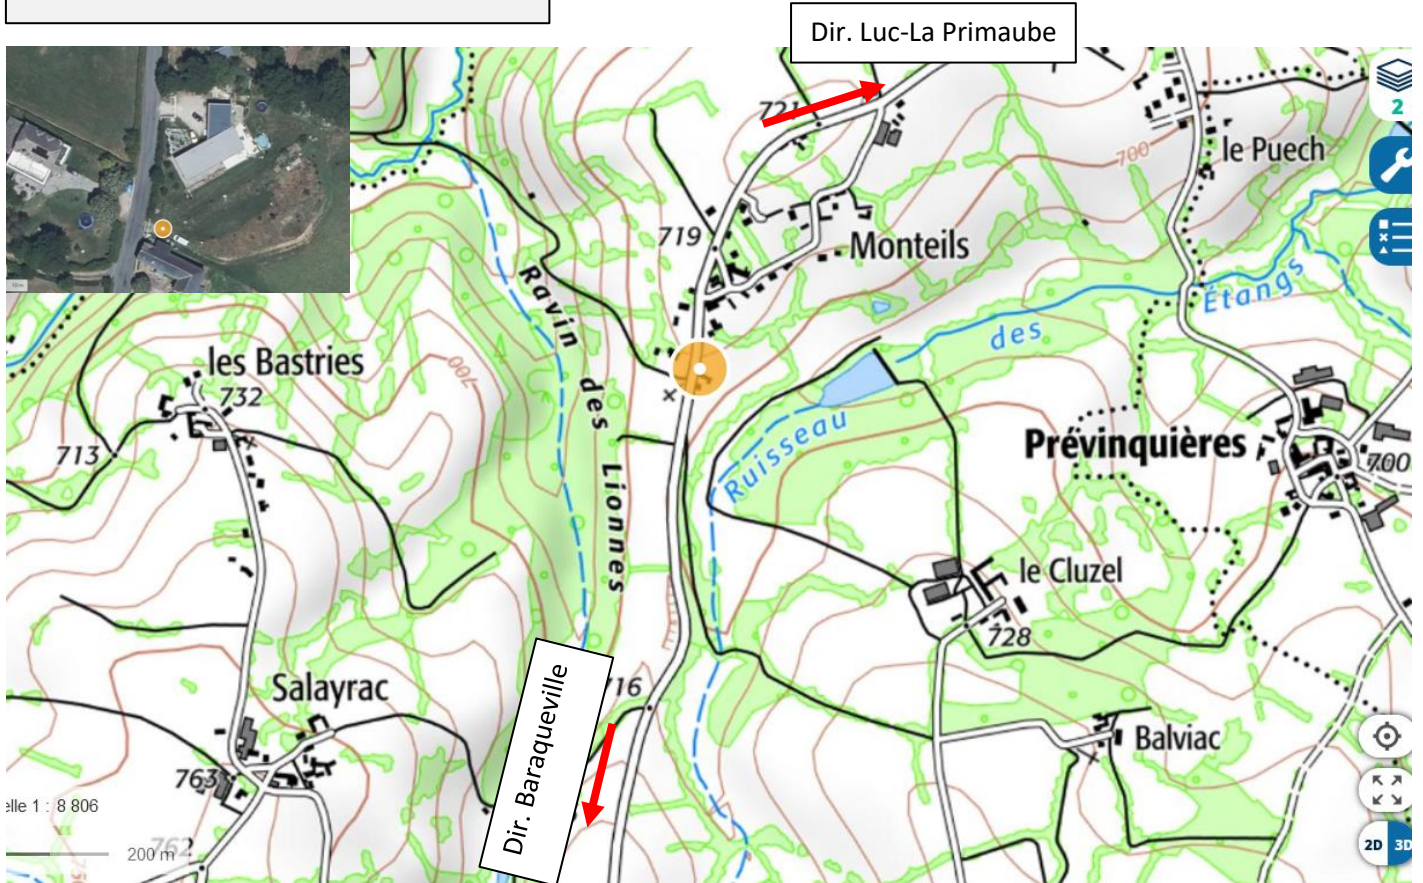 Dir. Luc-La Primaube
2
721
700
le Puech
719
Monteils
Étangs
des
Ruisseau
Ravin
des
Lionnes
les Bastries
732
700
713
Prévinquières
700
le Cluzel
728
Salayrac
Dir. Baraqueville
Balviac
763
elle 1 : 8 806
762
200 m
2D 3D